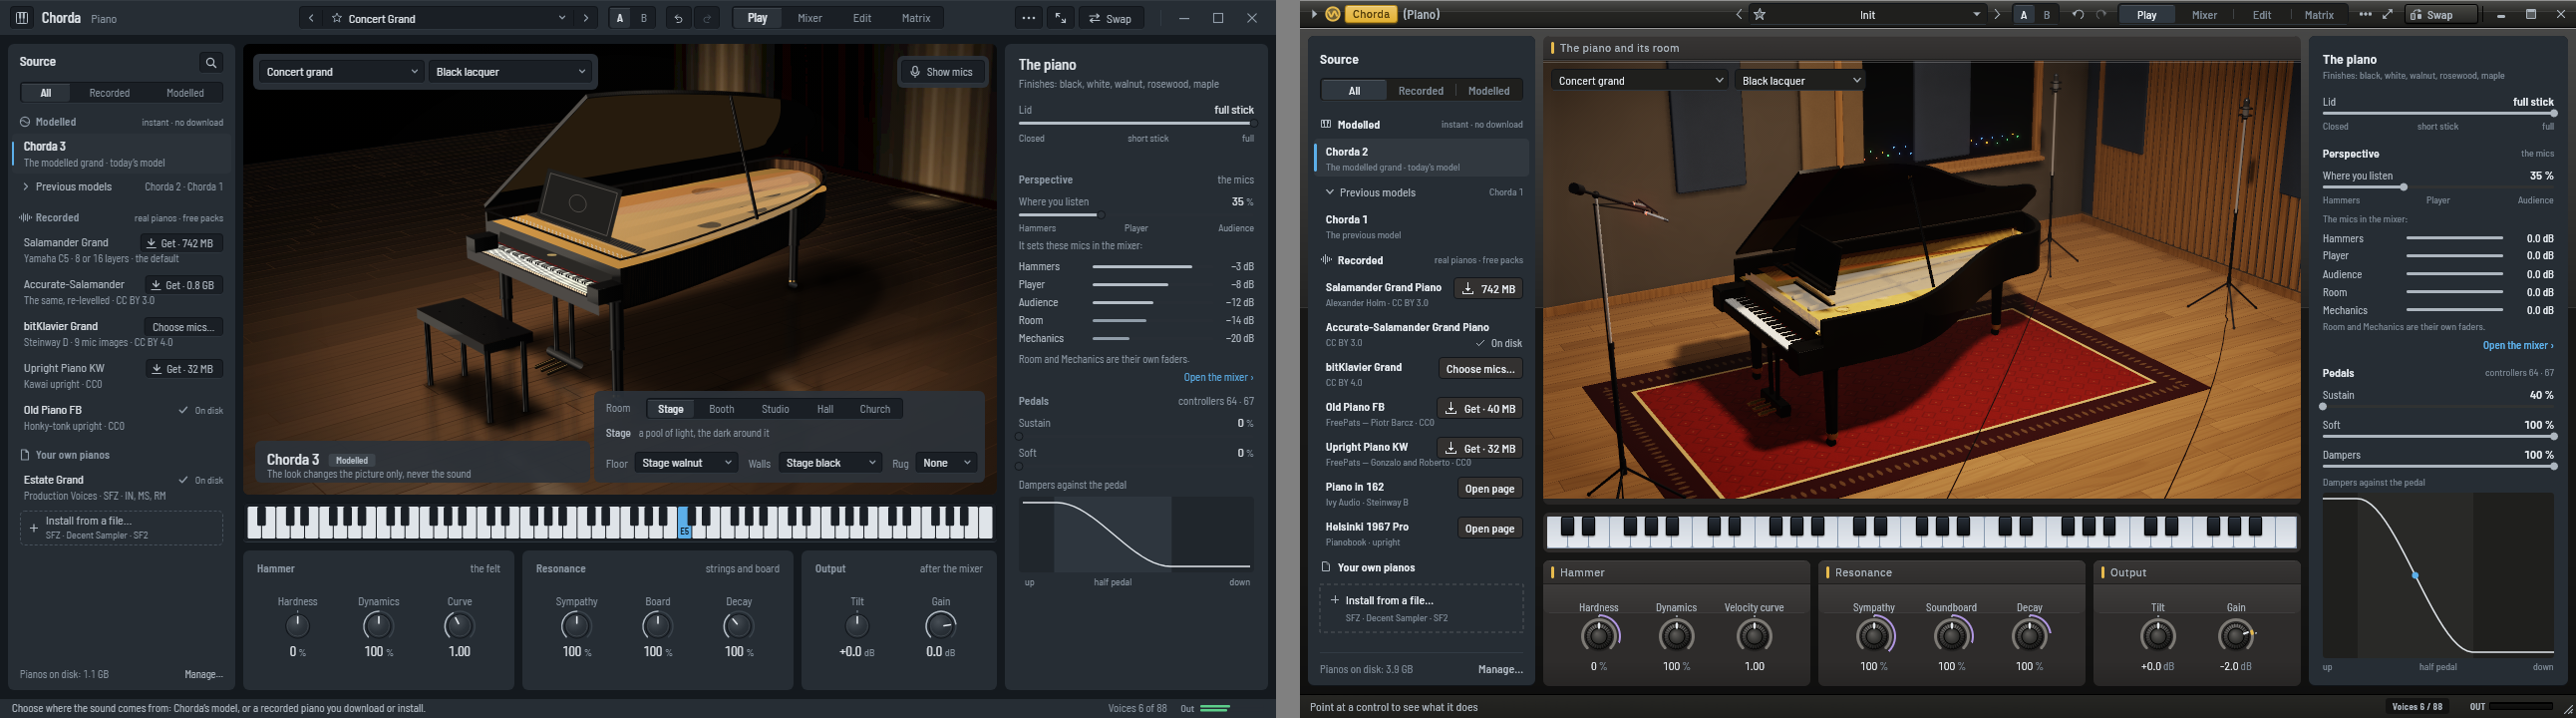 Chorda Piano
Concert Grand
A B
Play Mixer Edit Matrix
Swap
Source
All Recorded Modelled
Modelled instant · no download
Chorda 3
The modelled grand · today's model
Previous models Chorda 2 · Chorda 1
Recorded real pianos · free packs
Salamander Grand Get · 742 MB
Yamaha C5 · 8 or 16 layers · the default
Accurate-Salamander Get · 0.8 GB
The same, re-levelled · CC BY 3.0
bitKlavier Grand Choose mics...
Steinway D · 9 mic images · CC BY 4.0
Upright Piano KW Get · 32 MB
Kawai upright · CC0
Old Piano FB On disk
Honky-tonk upright · CC0
Your own pianos
Estate Grand On disk
Production Voices · SFZ · IN, MS, RM
Install from a file...
SFZ · Decent Sampler · SF2
Pianos on disk: 1.1 GB Manage...
Concert grand Black lacquer Show mics
Chorda 3 Modelled
The look changes the picture only, never the sound
Room Stage Booth Studio Hall Church
Stage a pool of light, the dark around it
Floor Stage walnut Walls Stage black Rug None
E5
Hammer the felt
Hardness Dynamics Curve
0 % 100 % 1.00
Resonance strings and board
Sympathy Board Decay
100 % 100 % 100 %
Output after the mixer
Tilt Gain
+0.0 dB 0.0 dB
The piano
Finishes: black, white, walnut, rosewood, maple
Lid full stick
Closed short stick full
Perspective the mics
Where you listen 35 %
Hammers Player Audience
It sets these mics in the mixer:
Hammers −3 dB
Player −8 dB
Audience −12 dB
Room −14 dB
Mechanics −20 dB
Room and Mechanics are their own faders.
Open the mixer ›
Pedals controllers 64 · 67
Sustain 0 %
Soft 0 %
Dampers against the pedal
up half pedal down
Choose where the sound comes from: Chorda's model, or a recorded piano you download or install.
Voices 6 of 88 Out
Chorda (Piano)
Init
A B
Play Mixer Edit Matrix
Swap
Source
All Recorded Modelled
Modelled instant · no download
Chorda 2
The modelled grand · today's model
Previous models Chorda 1
Chorda 1
The previous model
Recorded real pianos · free packs
Salamander Grand Piano 742 MB
Alexander Holm · CC BY 3.0
Accurate-Salamander Grand Piano
CC BY 3.0 On disk
bitKlavier Grand Choose mics...
CC BY 4.0
Old Piano FB Get · 40 MB
FreePats — Piotr Barcz · CC0
Upright Piano KW Get · 32 MB
FreePats — Gonzalo and Roberto · CC0
Piano in 162 Open page
Ivy Audio · Steinway B
Helsinki 1967 Pro Open page
Pianobook · upright
Your own pianos
Install from a file...
SFZ · Decent Sampler · SF2
Pianos on disk: 3.9 GB Manage...
The piano and its room
Concert grand Black lacquer
Hammer
Hardness Dynamics Velocity curve
0 % 100 % 1.00
Resonance
Sympathy Soundboard Decay
100 % 100 % 100 %
Output
Tilt Gain
+0.0 dB -2.0 dB
The piano
Finishes: black, white, walnut, rosewood, maple
Lid full stick
Closed short stick full
Perspective the mics
Where you listen 35 %
Hammers Player Audience
The mics in the mixer:
Hammers 0.0 dB
Player 0.0 dB
Audience 0.0 dB
Room 0.0 dB
Mechanics 0.0 dB
Room and Mechanics are their own faders.
Open the mixer ›
Pedals controllers 64 · 67
Sustain 40 %
Soft 100 %
Dampers 100 %
Dampers against the pedal
up half pedal down
Point at a control to see what it does
Voices 6 / 88 OUT